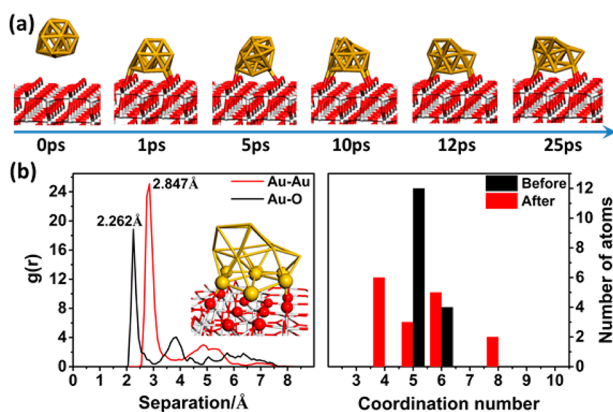 (a)
0ps 1ps 5ps 10ps 12ps 25ps
(b)
2.847Å
2.262Å
Au-Au
Au-O
g(r)
24
20
16
12
8
4
0
1 2 3 4 5 6 7 8
Separation/Å
Before
After
12
10
8
6
4
2
0
Number of atoms
3 4 5 6 7 8 9 10
Coordination number